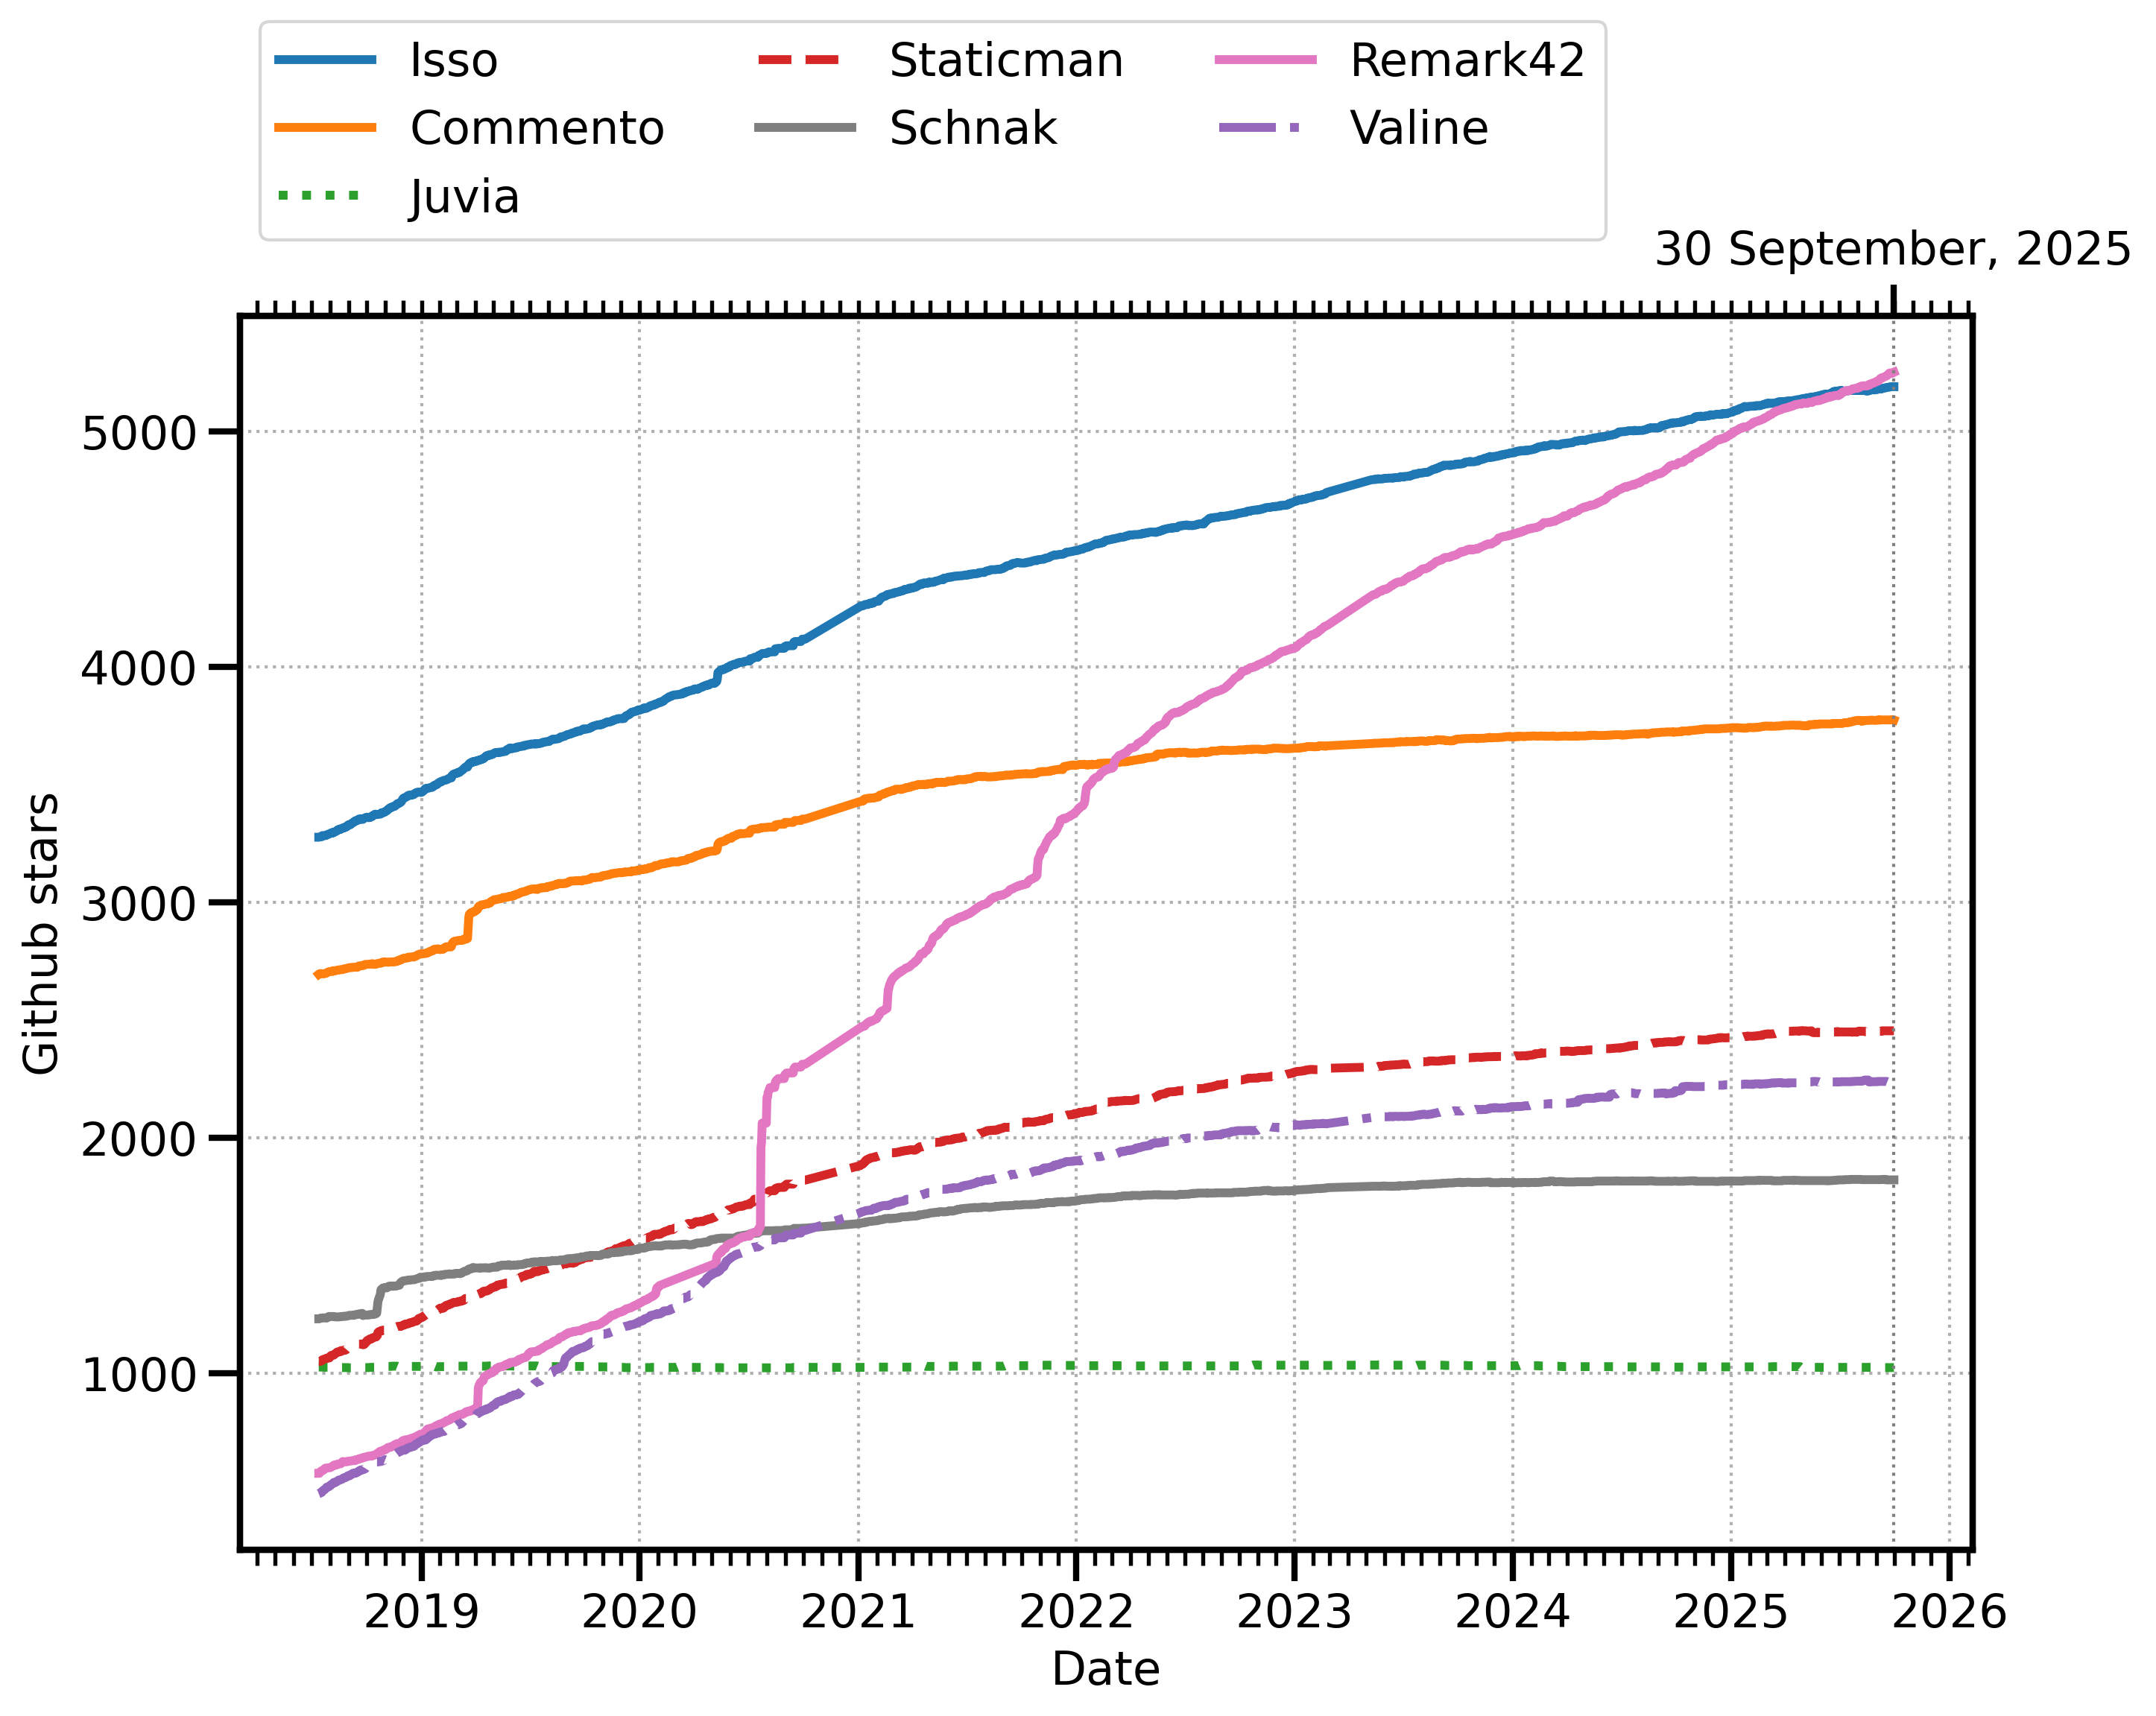 Isso
Commento
Juvia
Staticman
Schnak
Remark42
Valine
30 September, 2025
5000
4000
3000
2000
1000
Github stars
2019 2020 2021 2022 2023 2024 2025 2026
Date